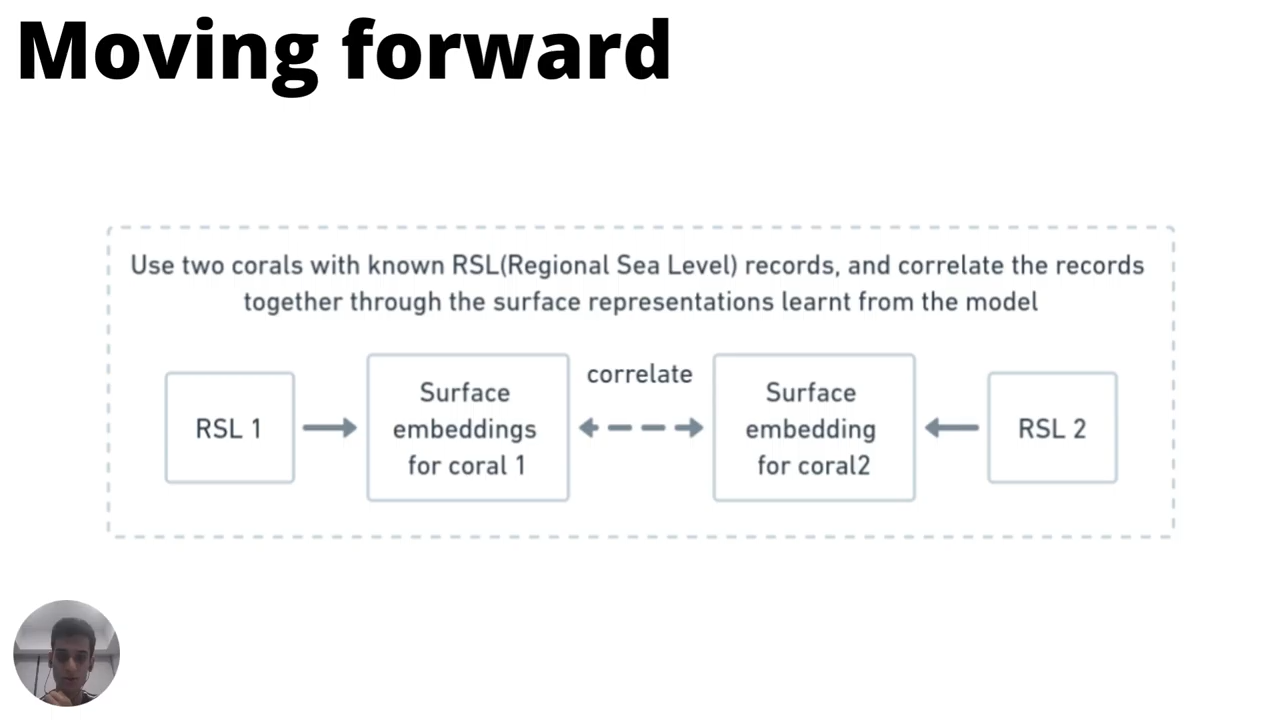 Moving forward
Use two corals with known RSL(Regional Sea Level) records, and correlate the records
together through the surface representations learnt from the model
RSL 1
Surface
embeddings
for coral 1
correlate
Surface
embedding
for coral2
RSL 2